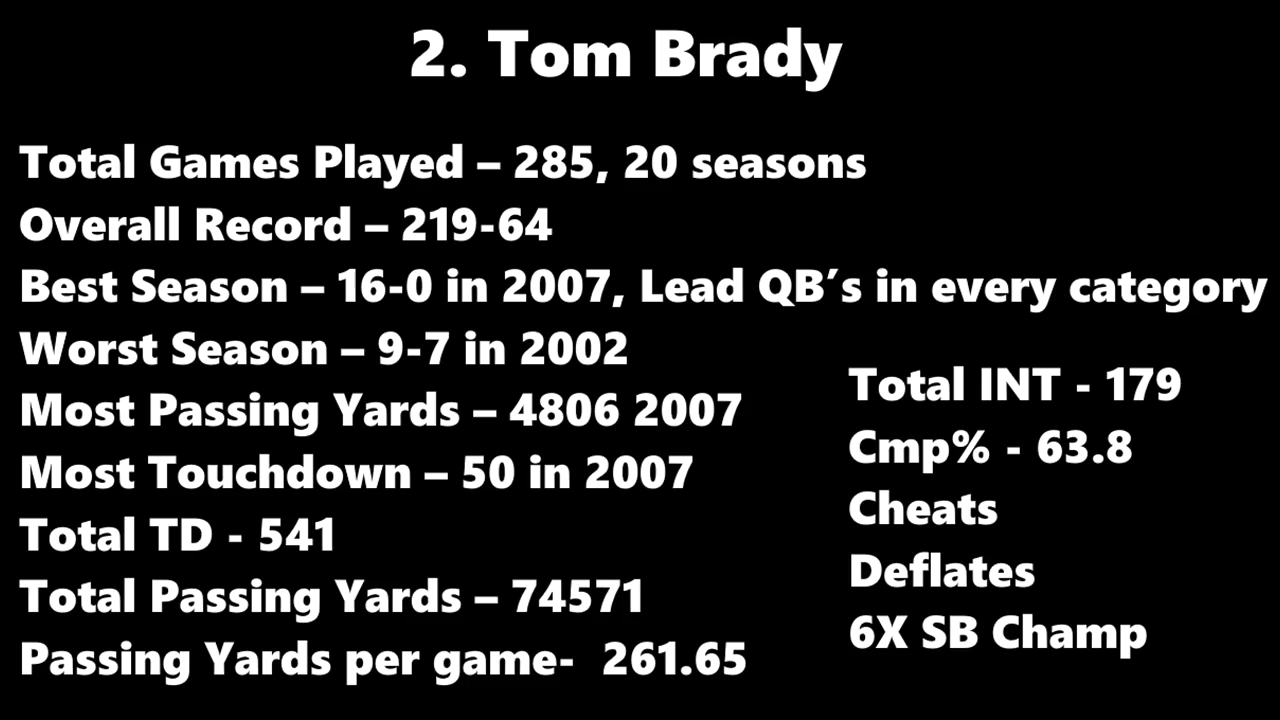 2. Tom Brady
Total Games Played – 285, 20 seasons
Overall Record – 219-64
Best Season – 16-0 in 2007, Lead QB’s in every category
Worst Season – 9-7 in 2002
Most Passing Yards – 4806 2007
Most Touchdown – 50 in 2007
Total TD - 541
Total Passing Yards – 74571
Passing Yards per game-  261.65
Total INT - 179
Cmp% - 63.8
Cheats
Deflates
6X SB Champ